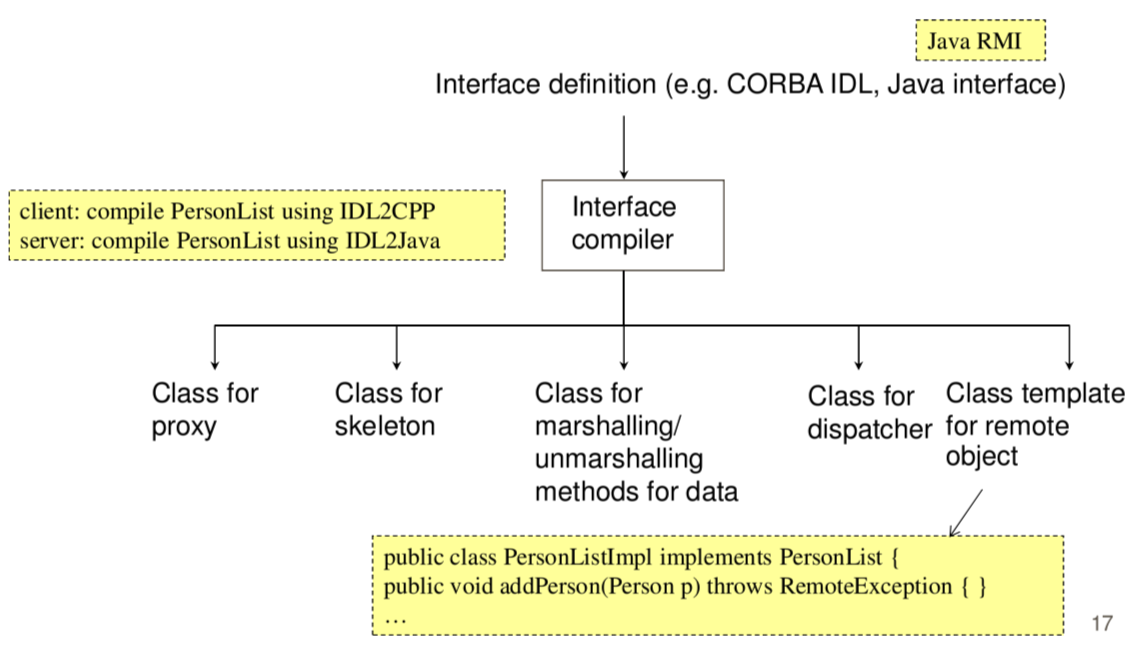 Java RMI
Interface definition (e.g. CORBA IDL, Java interface)
client: compile PersonList using IDL2CPP
server: compile PersonList using IDL2Java
Interface
compiler
Class for
proxy
Class for
skeleton
Class for
marshalling/
unmarshalling
methods for data
Class for
dispatcher
Class template
for remote
object
public class PersonListImpl implements PersonList {
public void addPerson(Person p) throws RemoteException { }
…
17